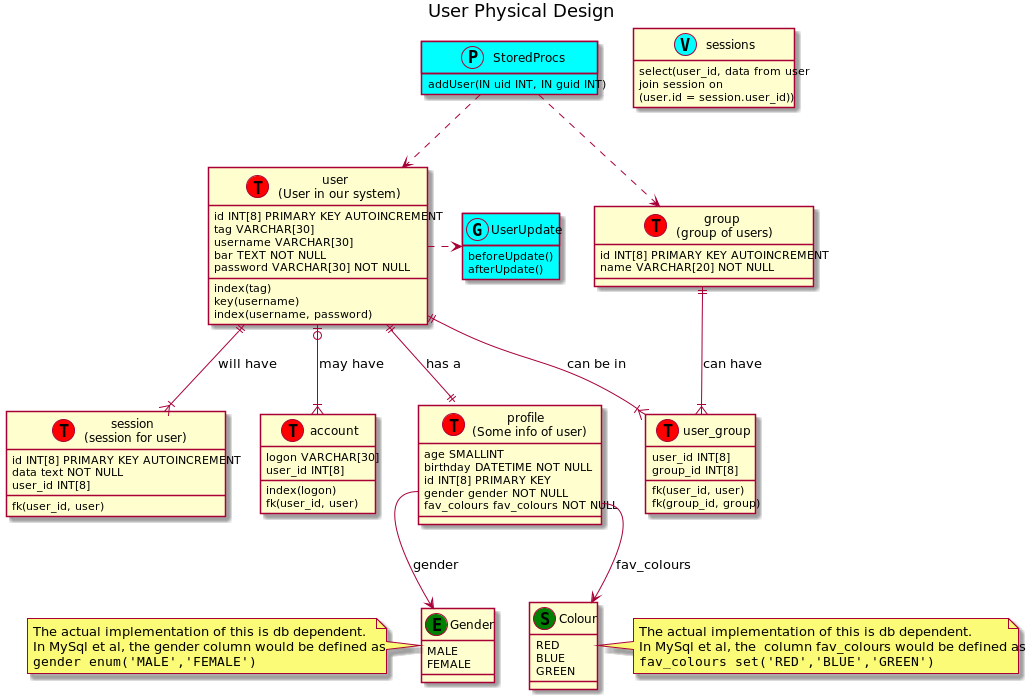 User Physical Design
P StoredProcs
addUser(IN uid INT, IN guid INT)
V sessions
select(user_id, data from user
join session on
(user.id = session.user_id))
T user
(User in our system)
id INT[8] PRIMARY KEY AUTOINCREMENT
tag VARCHAR[30]
username VARCHAR[30]
bar TEXT NOT NULL
password VARCHAR[30] NOT NULL
index(tag)
key(username)
index(username, password)
G UserUpdate
beforeUpdate()
afterUpdate()
T group
(group of users)
id INT[8] PRIMARY KEY AUTOINCREMENT
name VARCHAR[20] NOT NULL
will have
may have
has a
can be in
can have
T session
(session for user)
id INT[8] PRIMARY KEY AUTOINCREMENT
data text NOT NULL
user_id INT[8]
fk(user_id, user)
T account
logon VARCHAR[30]
user_id INT[8]
index(logon)
fk(user_id, user)
T profile
(Some info of user)
age SMALLINT
birthday DATETIME NOT NULL
id INT[8] PRIMARY KEY
gender gender NOT NULL
fav_colours fav_colours NOT NULL
T user_group
user_id INT[8]
group_id INT[8]
fk(user_id, user)
fk(group_id, group)
gender
fav_colours
The actual implementation of this is db dependent.
In MySql et al, the gender column would be defined as
gender enum('MALE','FEMALE')
E Gender
MALE
FEMALE
S Colour
RED
BLUE
GREEN
The actual implementation of this is db dependent.
In MySql et al, the  column fav_colours would be defined as
fav_colours set('RED','BLUE','GREEN')